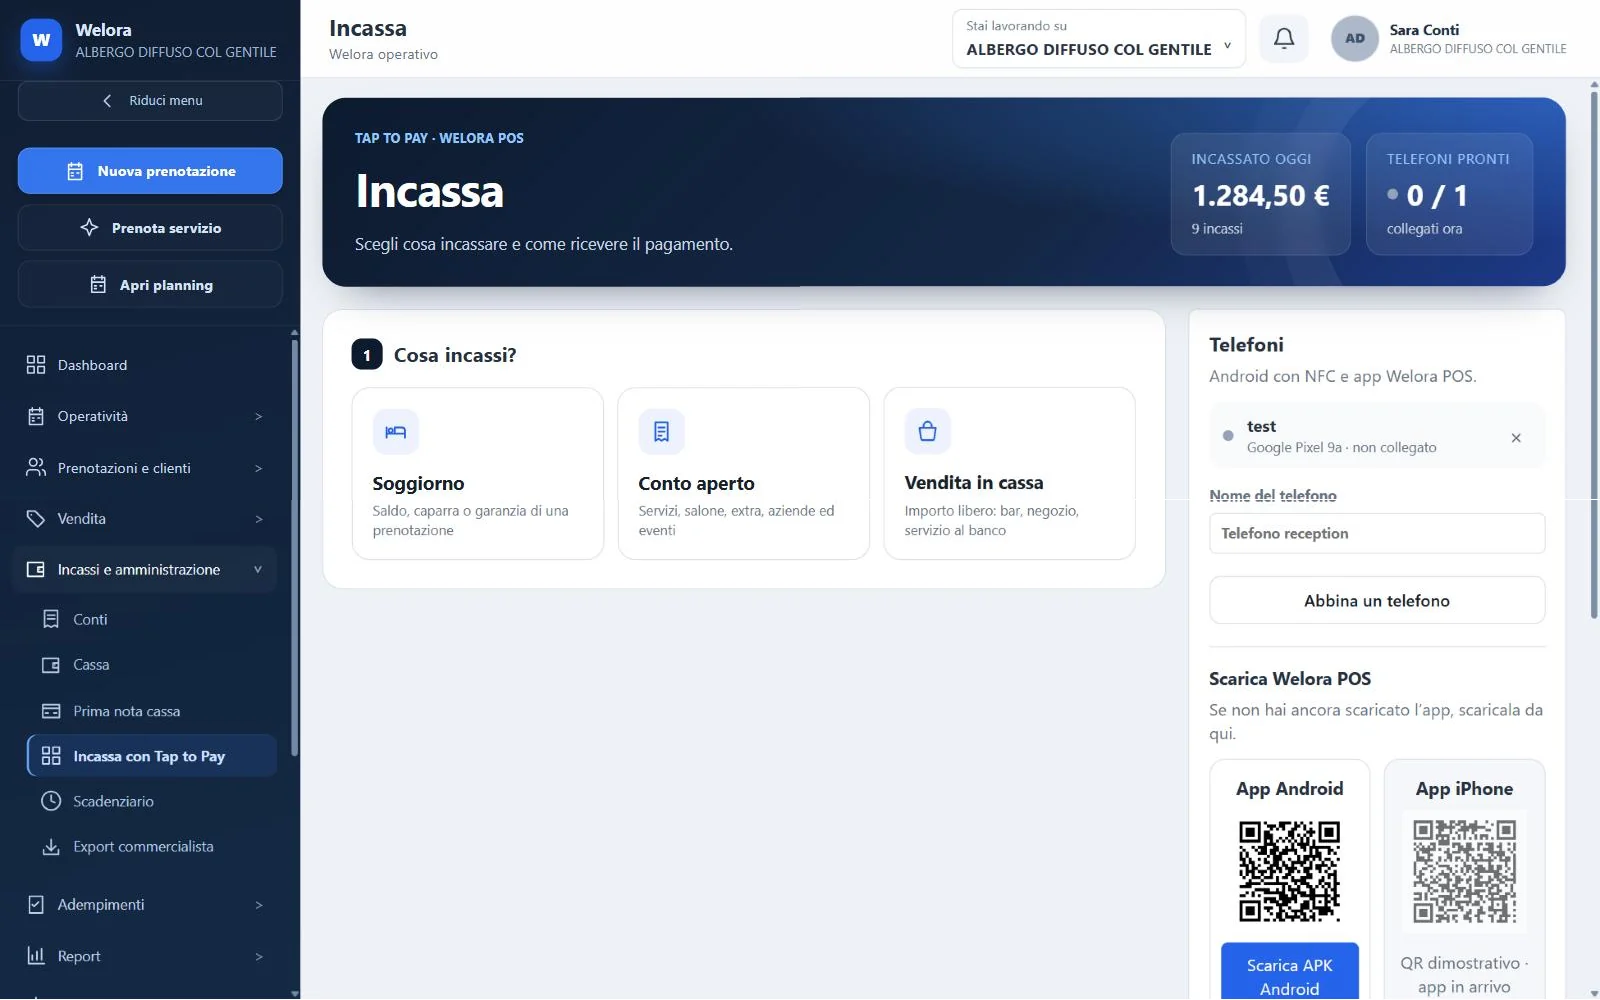 W
Welora
ALBERGO DIFFUSO COL GENTILE
Riduci menu
Nuova prenotazione
Prenota servizio
Apri planning
Dashboard
Operatività
Prenotazioni e clienti
Vendita
Incassi e amministrazione
Conti
Cassa
Prima nota cassa
Incassa con Tap to Pay
Scadenziario
Export commercialista
Adempimenti
Report
Incassa
Welora operativo
Stai lavorando su
ALBERGO DIFFUSO COL GENTILE
AD
Sara Conti
ALBERGO DIFFUSO COL GENTILE
TAP TO PAY · WELORA POS
Incassa
Scegli cosa incassare e come ricevere il pagamento.
INCASSATO OGGI
1.284,50 €
9 incassi
TELEFONI PRONTI
0 / 1
collegati ora
1 Cosa incassi?
Soggiorno
Saldo, caparra o garanzia di una
prenotazione
Conto aperto
Servizi, salone, extra, aziende ed
eventi
Vendita in cassa
Importo libero: bar, negozio,
servizio al banco
Telefoni
Android con NFC e app Welora POS.
test
Google Pixel 9a · non collegato
Nome del telefono
Telefono reception
Abbina un telefono
Scarica Welora POS
Se non hai ancora scaricato l'app, scaricala da
qui.
App Android
Scarica APK
Android
App iPhone
QR dimostrativo ·
app in arrivo